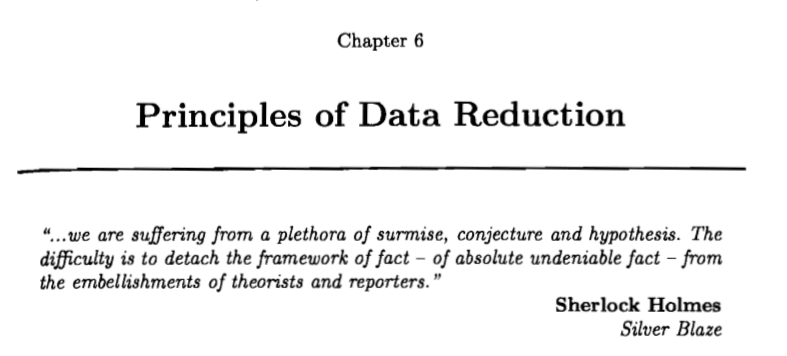 Chapter 6
Principles of Data Reduction
“...we are suffering from a plethora of surmise, conjecture and hypothesis. The
difficulty is to detach the framework of fact – of absolute undeniable fact – from
the embellishments of theorists and reporters.”
Sherlock Holmes
Silver Blaze